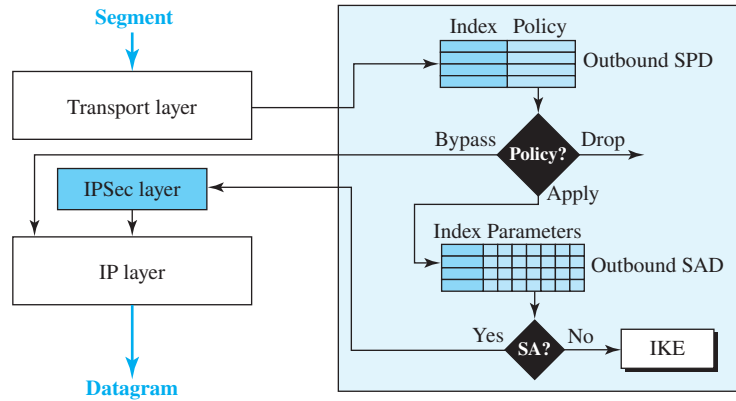 Segment
Transport layer
Index Policy
Outbound SPD
Bypass
Policy?
Drop
Apply
IPSec layer
IP layer
Index Parameters
Outbound SAD
Yes
SA?
No
IKE
Datagram